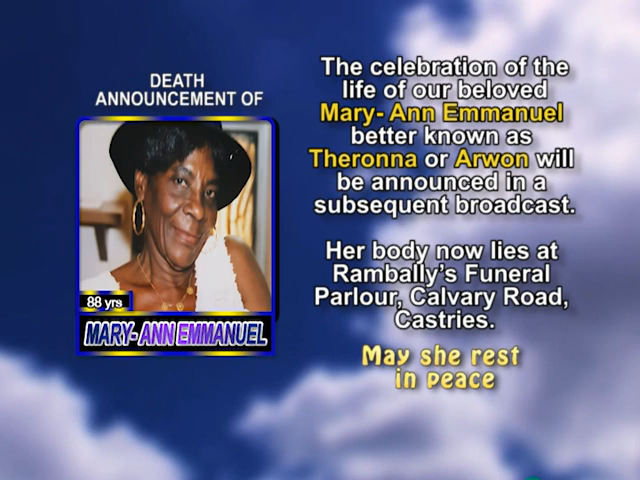 DEATH
ANNOUNCEMENT OF
88 yrs
MARY- ANN EMMANUEL
The celebration of the
life of our beloved
Mary- Ann Emmanuel
better known as
Theronna or Arwon will
be announced in a
subsequent broadcast.
Her body now lies at
Rambally's Funeral
Parlour, Calvary Road,
Castries.
May she rest
in peace